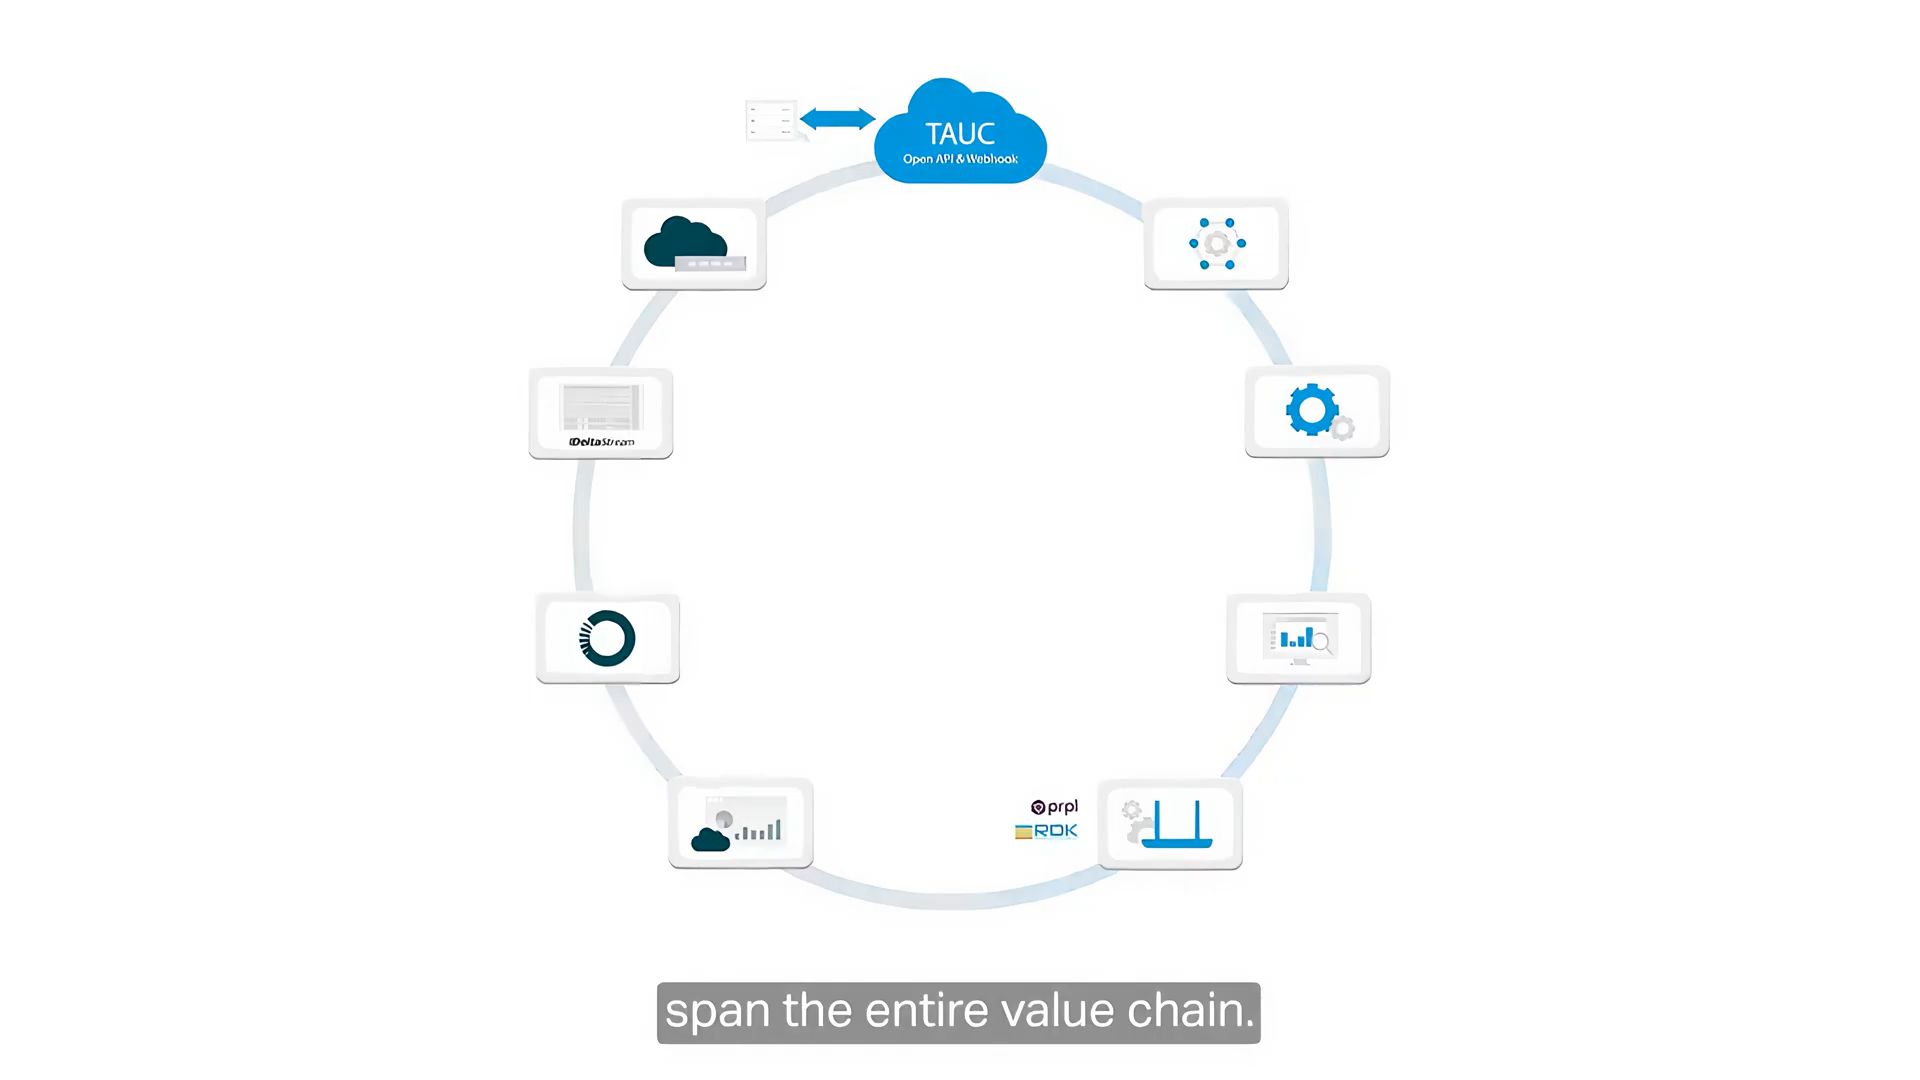 TAUC
Open API & Webhook
DeltaStream
prpl
RDK
span the entire value chain.